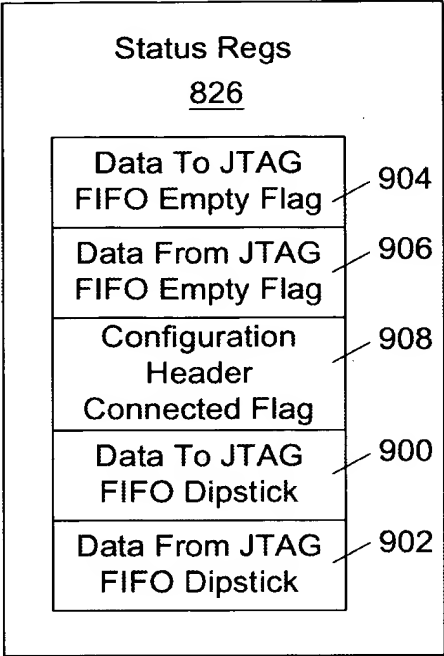 Status Regs
826
Data To JTAG
FIFO Empty Flag
904
Data From JTAG
FIFO Empty Flag
906
Configuration
Header
Connected Flag
908
Data To JTAG
FIFO Dipstick
900
Data From JTAG
FIFO Dipstick
902